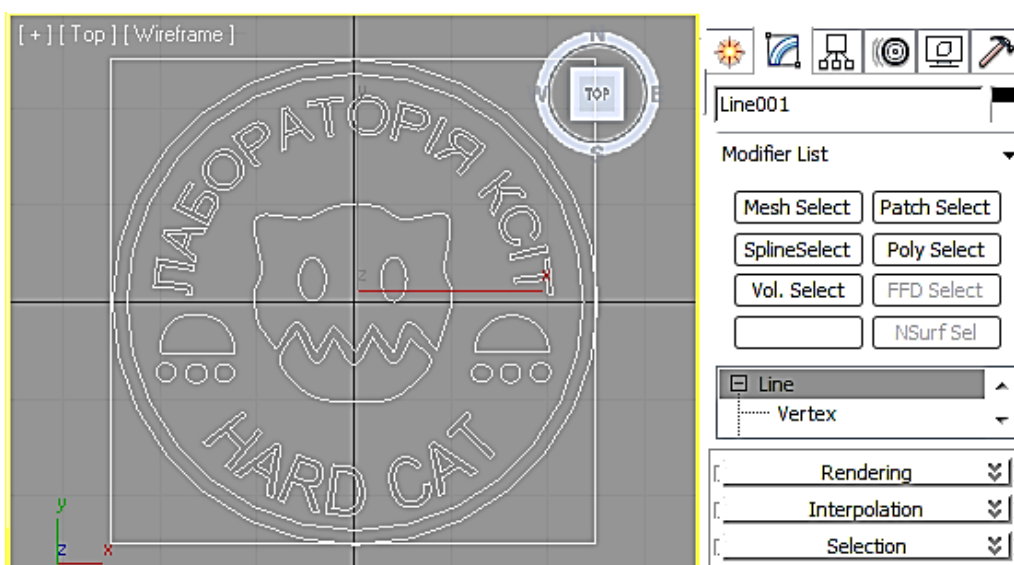 [ + ] [ Top ] [ Wireframe ]
N
TOP
W
E
S
Line001
Modifier List
Mesh Select
Patch Select
SplineSelect
Poly Select
Vol. Select
FFD Select
NSurf Sel
Line
Vertex
Rendering
Interpolation
Selection
ЛАБОРАТОРІЯ КСІТ
HARD CAT
y
z
x
y
z
x